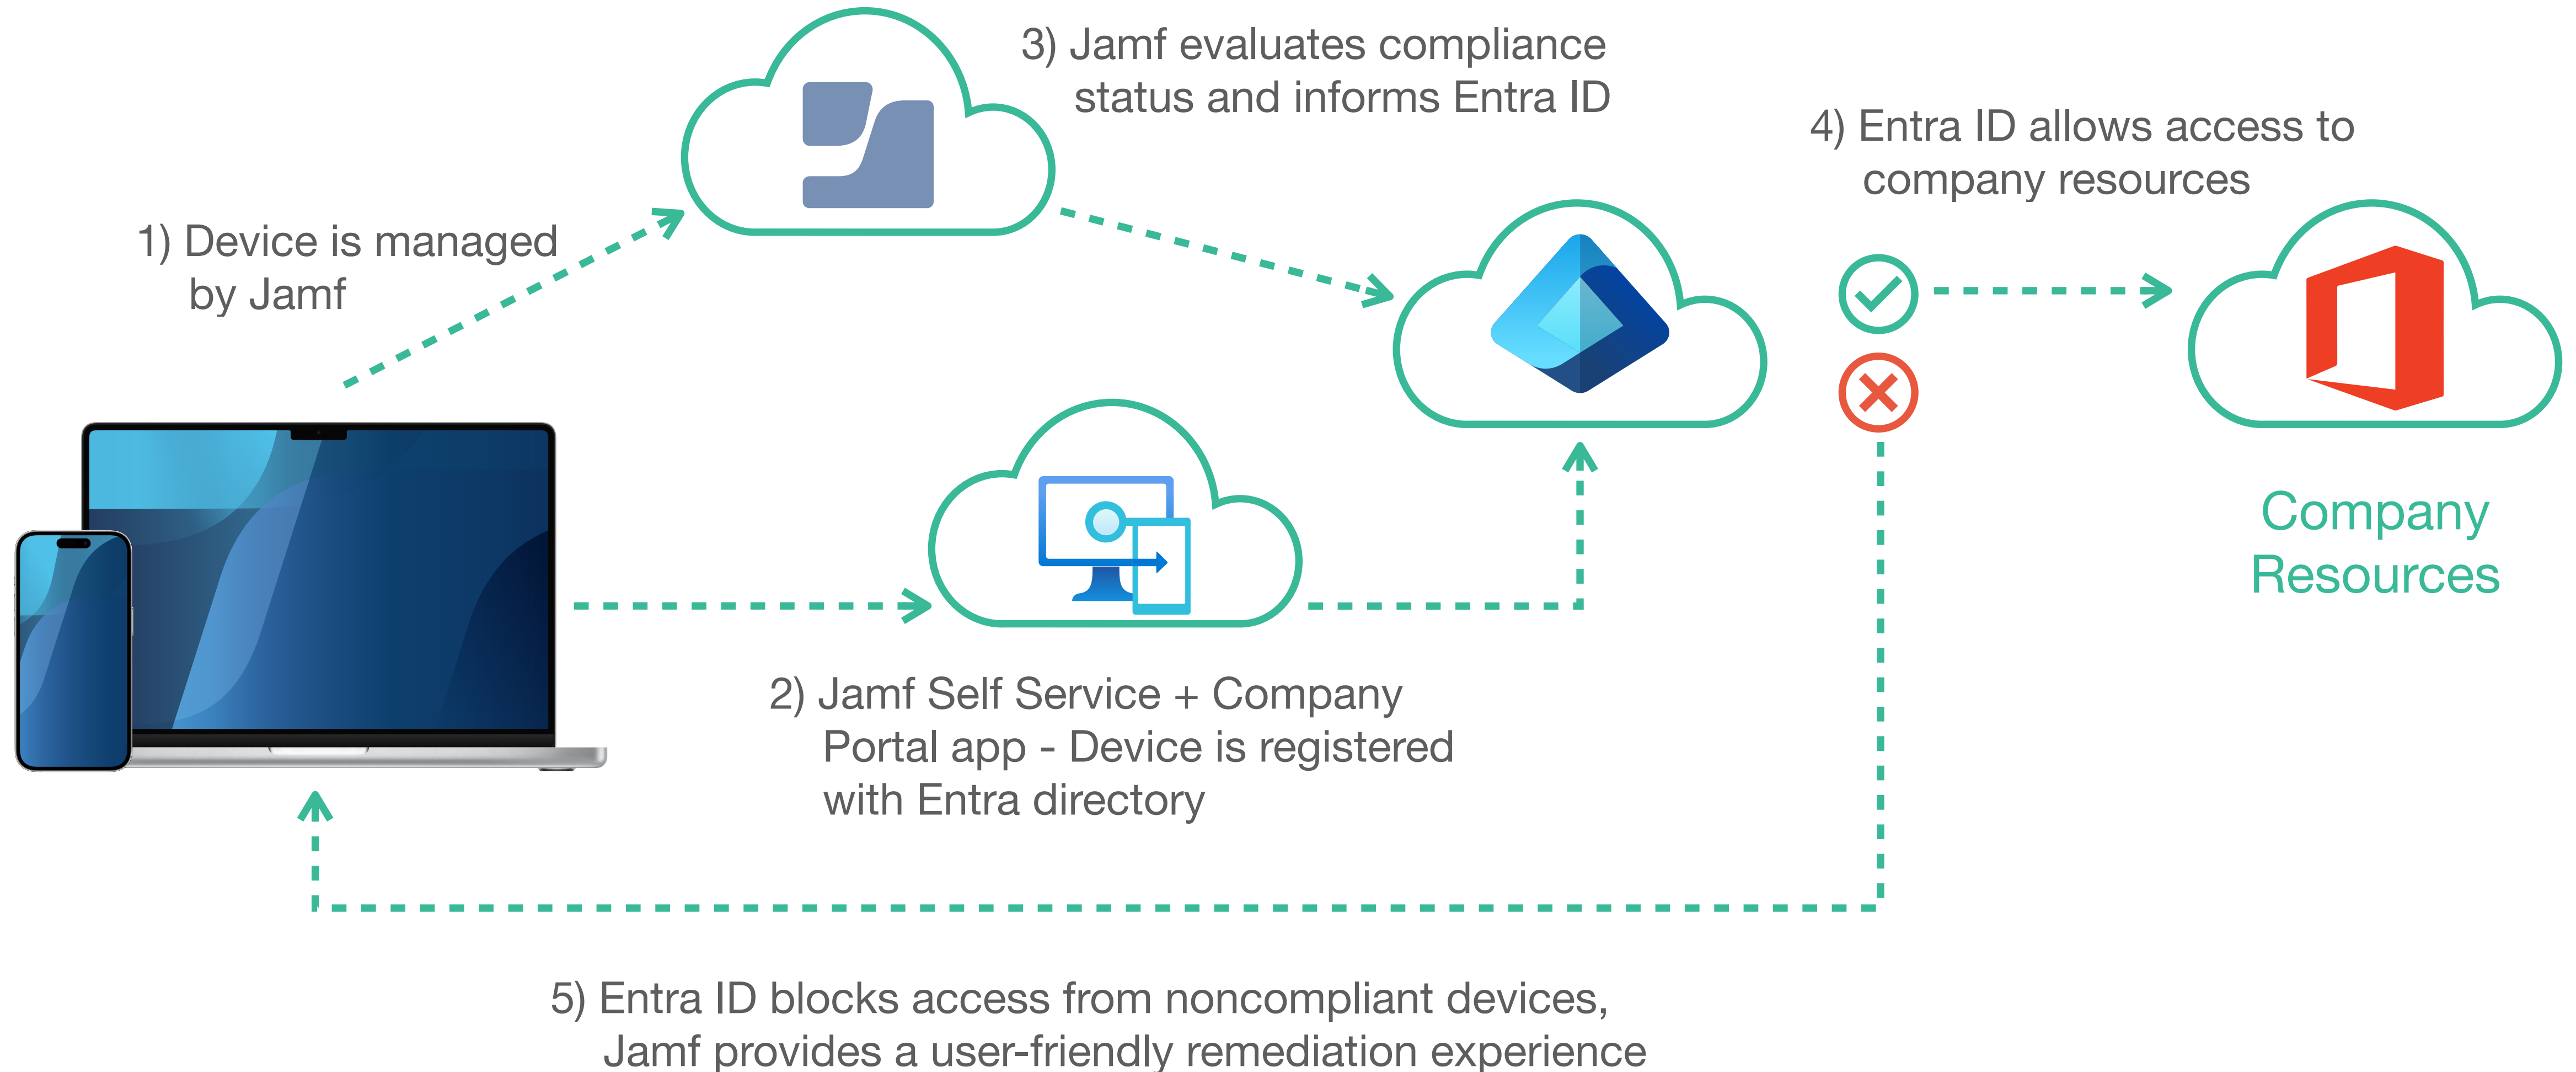 1) Device is managed
by Jamf
3) Jamf evaluates compliance
status and informs Entra ID
4) Entra ID allows access to
company resources
Company
Resources
2) Jamf Self Service + Company
Portal app - Device is registered
with Entra directory
5) Entra ID blocks access from noncompliant devices,
Jamf provides a user-friendly remediation experience